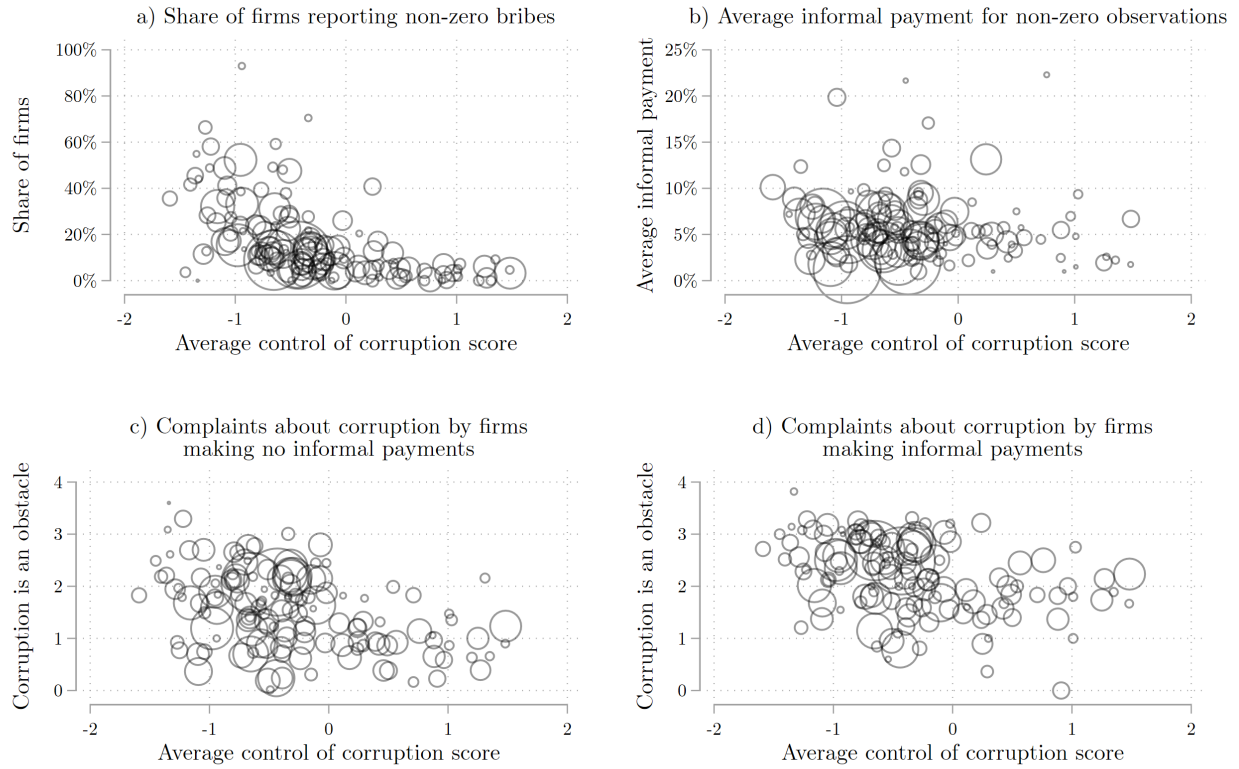 a) Share of firms reporting non-zero bribes
100%
80%
60%
40%
20%
0%
Share of firms
-2 -1 0 1 2
Average control of corruption score
b) Average informal payment for non-zero observations
25%
20%
15%
10%
5%
0%
Average informal payment
-2 -1 0 1 2
Average control of corruption score
c) Complaints about corruption by firms
making no informal payments
4
3
2
1
0
Corruption is an obstacle
-2 -1 0 1 2
Average control of corruption score
d) Complaints about corruption by firms
making informal payments
4
3
2
1
0
Corruption is an obstacle
-2 -1 0 1 2
Average control of corruption score